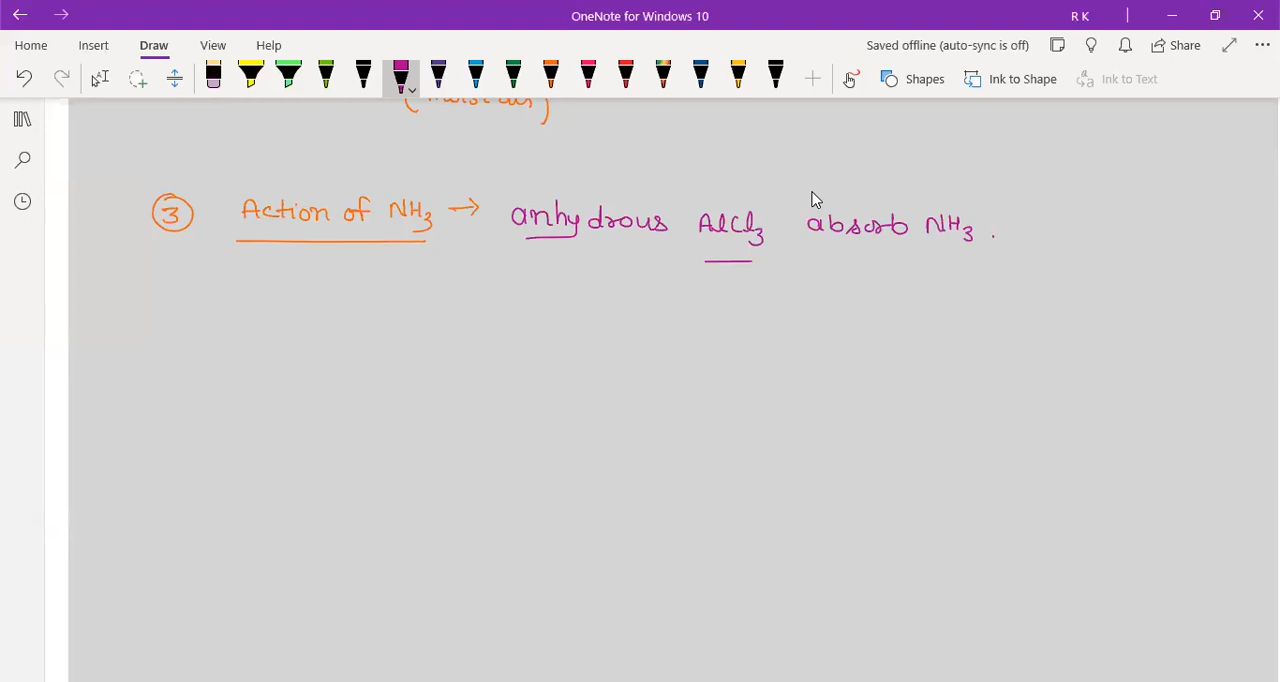 OneNote for Windows 10
R K
Home Insert Draw View Help
Saved offline (auto-sync is off) Share
Shapes Ink to Shape Ink to Text
③ Action of NH3 → anhydrous AlCl3 absorb NH3 .